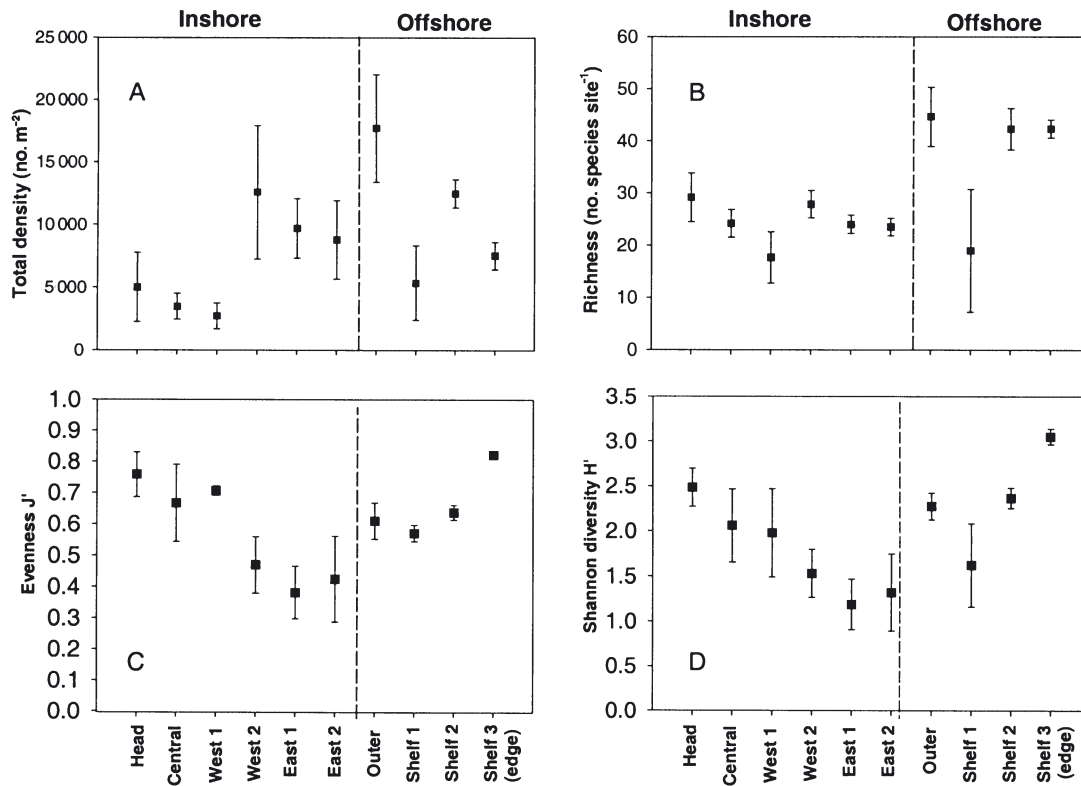 Inshore Offshore
Inshore Offshore
A
Total density (no. m⁻²)
25 000
20 000
15 000
10 000
5 000
0
B
Richness (no. species site⁻¹)
60
50
40
30
20
10
0
C
Evenness J'
1.0
0.9
0.8
0.7
0.6
0.5
0.4
0.3
0.2
0.1
0.0
Head
Central
West 1
West 2
East 1
East 2
Outer
Shelf 1
Shelf 2
Shelf 3
(edge)
D
Shannon diversity H'
3.5
3.0
2.5
2.0
1.5
1.0
0.5
0.0
Head
Central
West 1
West 2
East 1
East 2
Outer
Shelf 1
Shelf 2
Shelf 3
(edge)